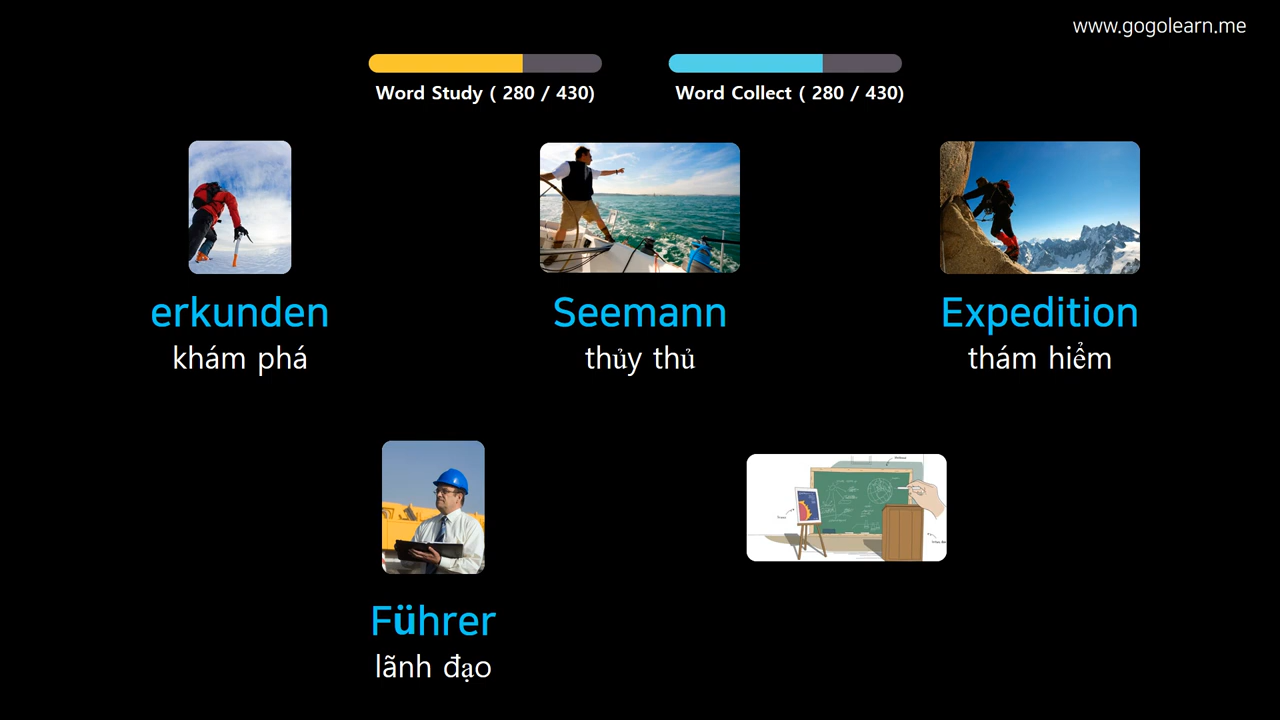 www.gogolearn.me
Word Study ( 280 / 430)
Word Collect ( 280 / 430)
erkunden
khám phá
Seemann
thủy thủ
Expedition
thám hiểm
Führer
lãnh đạo